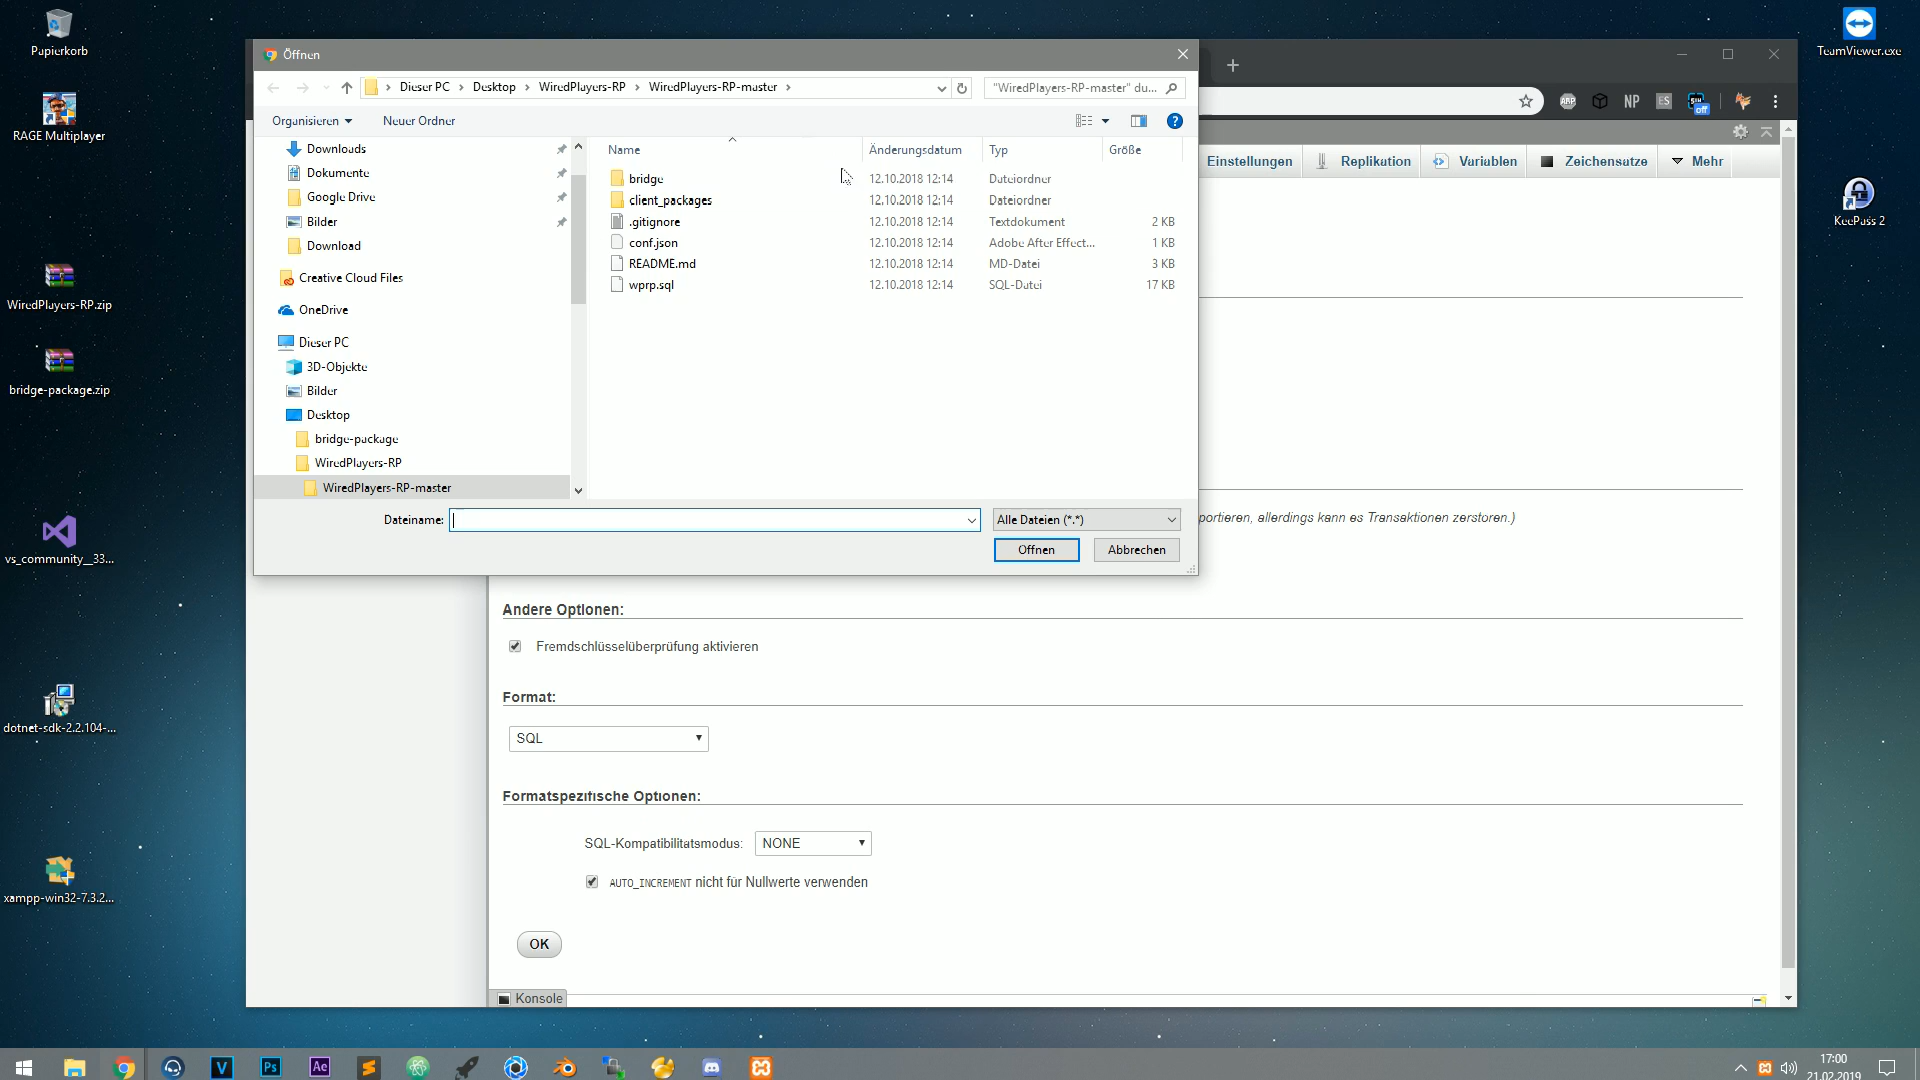 Papierkorb
RAGE Multiplayer
WiredPlayers-RP.zip
bridge-package.zip
vs_community__33...
dotnet-sdk-2.2.104-...
xampp-win32-7.3.2...
TeamViewer.exe
KeePass 2
Öffnen
Dieser PC
Desktop
WiredPlayers-RP
WiredPlayers-RP-master
"WiredPlayers-RP-master" du...
Organisieren
Neuer Ordner
Downloads
Dokumente
Google Drive
Bilder
Download
Creative Cloud Files
OneDrive
Dieser PC
3D-Objekte
Bilder
Desktop
bridge-package
WiredPlayers-RP
WiredPlayers-RP-master
Name Änderungsdatum Typ Größe
bridge 12.10.2018 12:14 Dateiordner
client_packages 12.10.2018 12:14 Dateiordner
.gitignore 12.10.2018 12:14 Textdokument 2 KB
conf.json 12.10.2018 12:14 Adobe After Effect... 1 KB
README.md 12.10.2018 12:14 MD-Datei 3 KB
wprp.sql 12.10.2018 12:14 SQL-Datei 17 KB
Dateiname:
Alle Dateien (*.*)
Öffnen
Abbrechen
ABP
NP
ES
off
Einstellungen
Replikation
Variablen
Zeichensätze
Mehr
portieren, allerdings kann es Transaktionen zerstören.)
Andere Optionen:
Fremdschlüsselüberprüfung aktivieren
Format:
SQL
Formatspezifische Optionen:
SQL-Kompatibilitätsmodus: NONE
AUTO_INCREMENT nicht für Nullwerte verwenden
OK
Konsole
V
Ps
Ae
17:00
21.02.2019